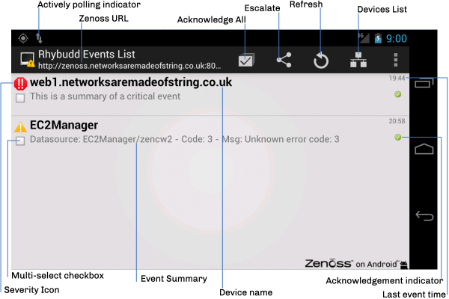 Actively polling indicator
Zenoss URL
Acknowledge All
Escalate
Refresh
Devices List
9:00
Rhybudd Events List
http://zenoss.networksaremadeofstring.co.uk:80...
web1.networksaremadeofstring.co.uk
19:44
This is a summary of a critical event
EC2Manager
20:58
Datasource: EC2Manager/zencw2 - Code: 3 - Msg: Unknown error code: 3
Zenoss on Android
Multi-select checkbox
Event Summary
Acknowledgement indicator
Severity Icon
Device name
Last event time